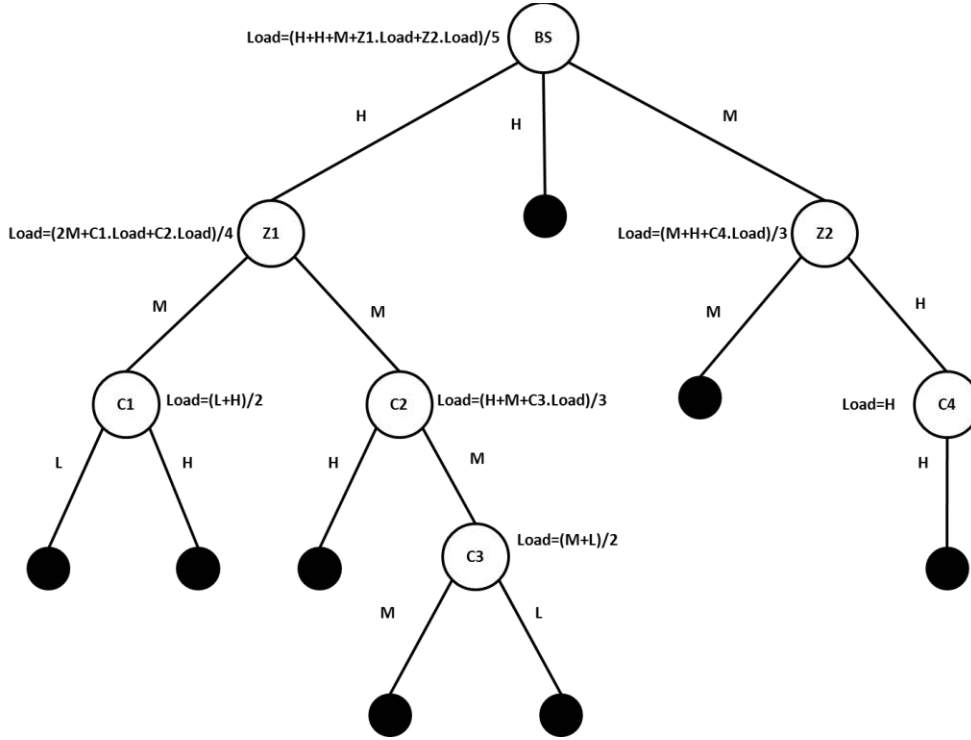 Load=(H+H+M+Z1.Load+Z2.Load)/5
BS
H
H
M
Load=(2M+C1.Load+C2.Load)/4
Z1
Load=(M+H+C4.Load)/3
Z2
M
M
M
H
C1
Load=(L+H)/2
C2
Load=(H+M+C3.Load)/3
Load=H
C4
L
H
H
M
H
C3
Load=(M+L)/2
M
L